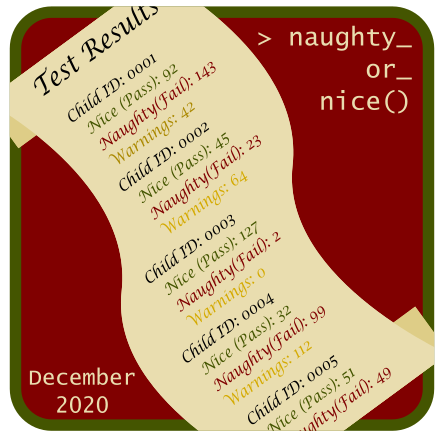 > naughty_
or_
nice()
Test Results
Child ID: 0001
Nice (Pass): 92
Naughty(Fail): 143
Warnings: 42
Child ID: 0002
Nice (Pass): 45
Naughty(Fail): 23
Warnings: 64
Child ID: 0003
Nice (Pass): 127
Naughty(Fail): 2
Warnings: 0
Child ID: 0004
Nice (Pass): 32
Naughty(Fail): 99
Warnings: 112
Child ID: 0005
Nice (Pass): 51
Naughty(Fail): 49
December
2020